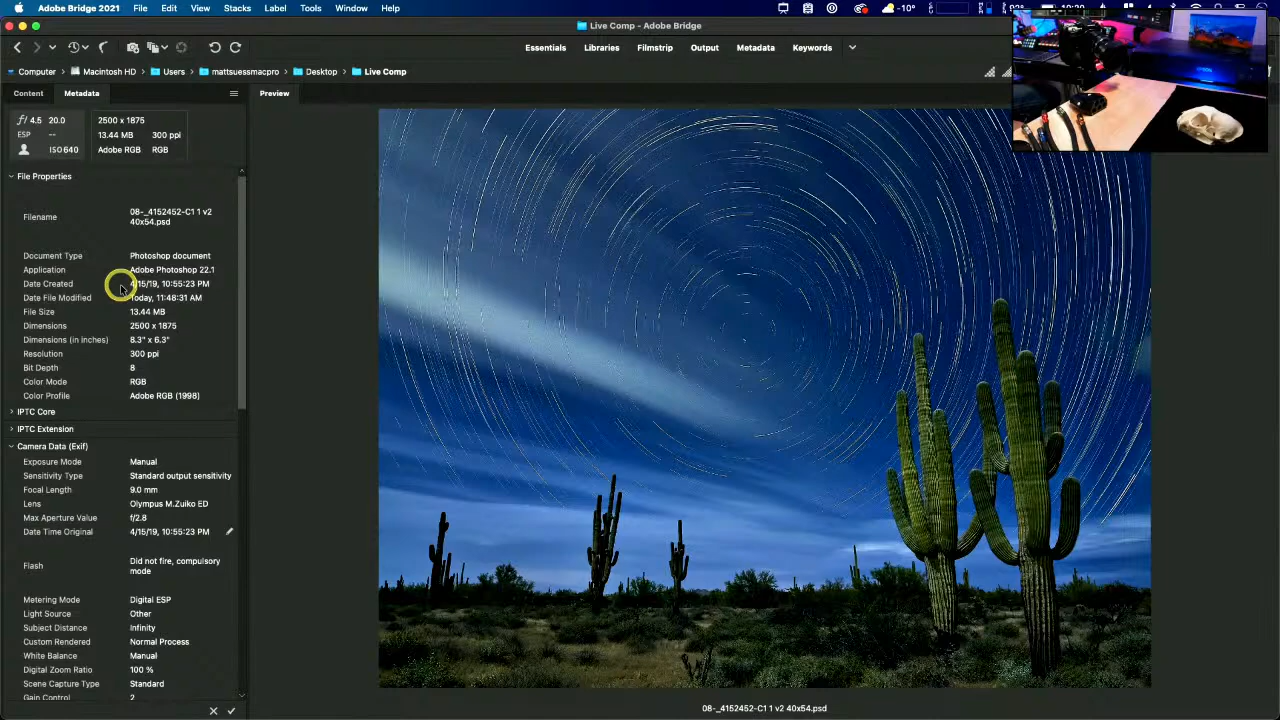 Adobe Bridge 2021 File Edit View Stacks Label Tools Window Help
-10°
Live Comp - Adobe Bridge
Essentials Libraries Filmstrip Output Metadata Keywords
Computer Macintosh HD Users mattsuessmacpro Desktop Live Comp
Content Metadata
Preview
f/ 4.5 20.0
ESP --
ISO640
2500 x 1875
13.44 MB 300 ppi
Adobe RGB RGB
File Properties
Filename 08-_4152452-C1 1 v2
40x54.psd
Document Type Photoshop document
Application Adobe Photoshop 22.1
Date Created 4/15/19, 10:55:23 PM
Date File Modified Today, 11:48:31 AM
File Size 13.44 MB
Dimensions 2500 x 1875
Dimensions (in inches) 8.3" x 6.3"
Resolution 300 ppi
Bit Depth 8
Color Mode RGB
Color Profile Adobe RGB (1998)
IPTC Core
IPTC Extension
Camera Data (Exif)
Exposure Mode Manual
Sensitivity Type Standard output sensitivity
Focal Length 9.0 mm
Lens Olympus M.Zuiko ED
Max Aperture Value f/2.8
Date Time Original 4/15/19, 10:55:23 PM
Flash Did not fire, compulsory
mode
Metering Mode Digital ESP
Light Source Other
Subject Distance Infinity
Custom Rendered Normal Process
White Balance Manual
Digital Zoom Ratio 100 %
Scene Capture Type Standard
Gain Control 2
08-_4152452-C1 1 v2 40x54.psd